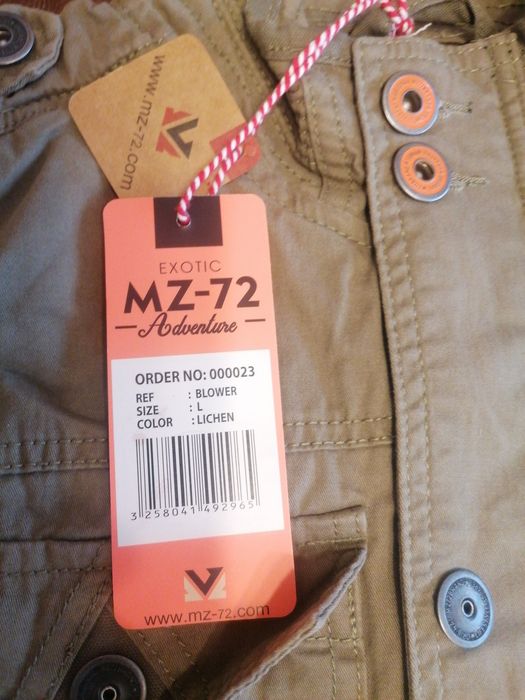 www.mz-72.com
EXOTIC
MZ-72
Adventure
ORDER NO: 000023
REF : BLOWER
SIZE : L
COLOR : LICHEN
3 258041 492965
www.mz-72.com